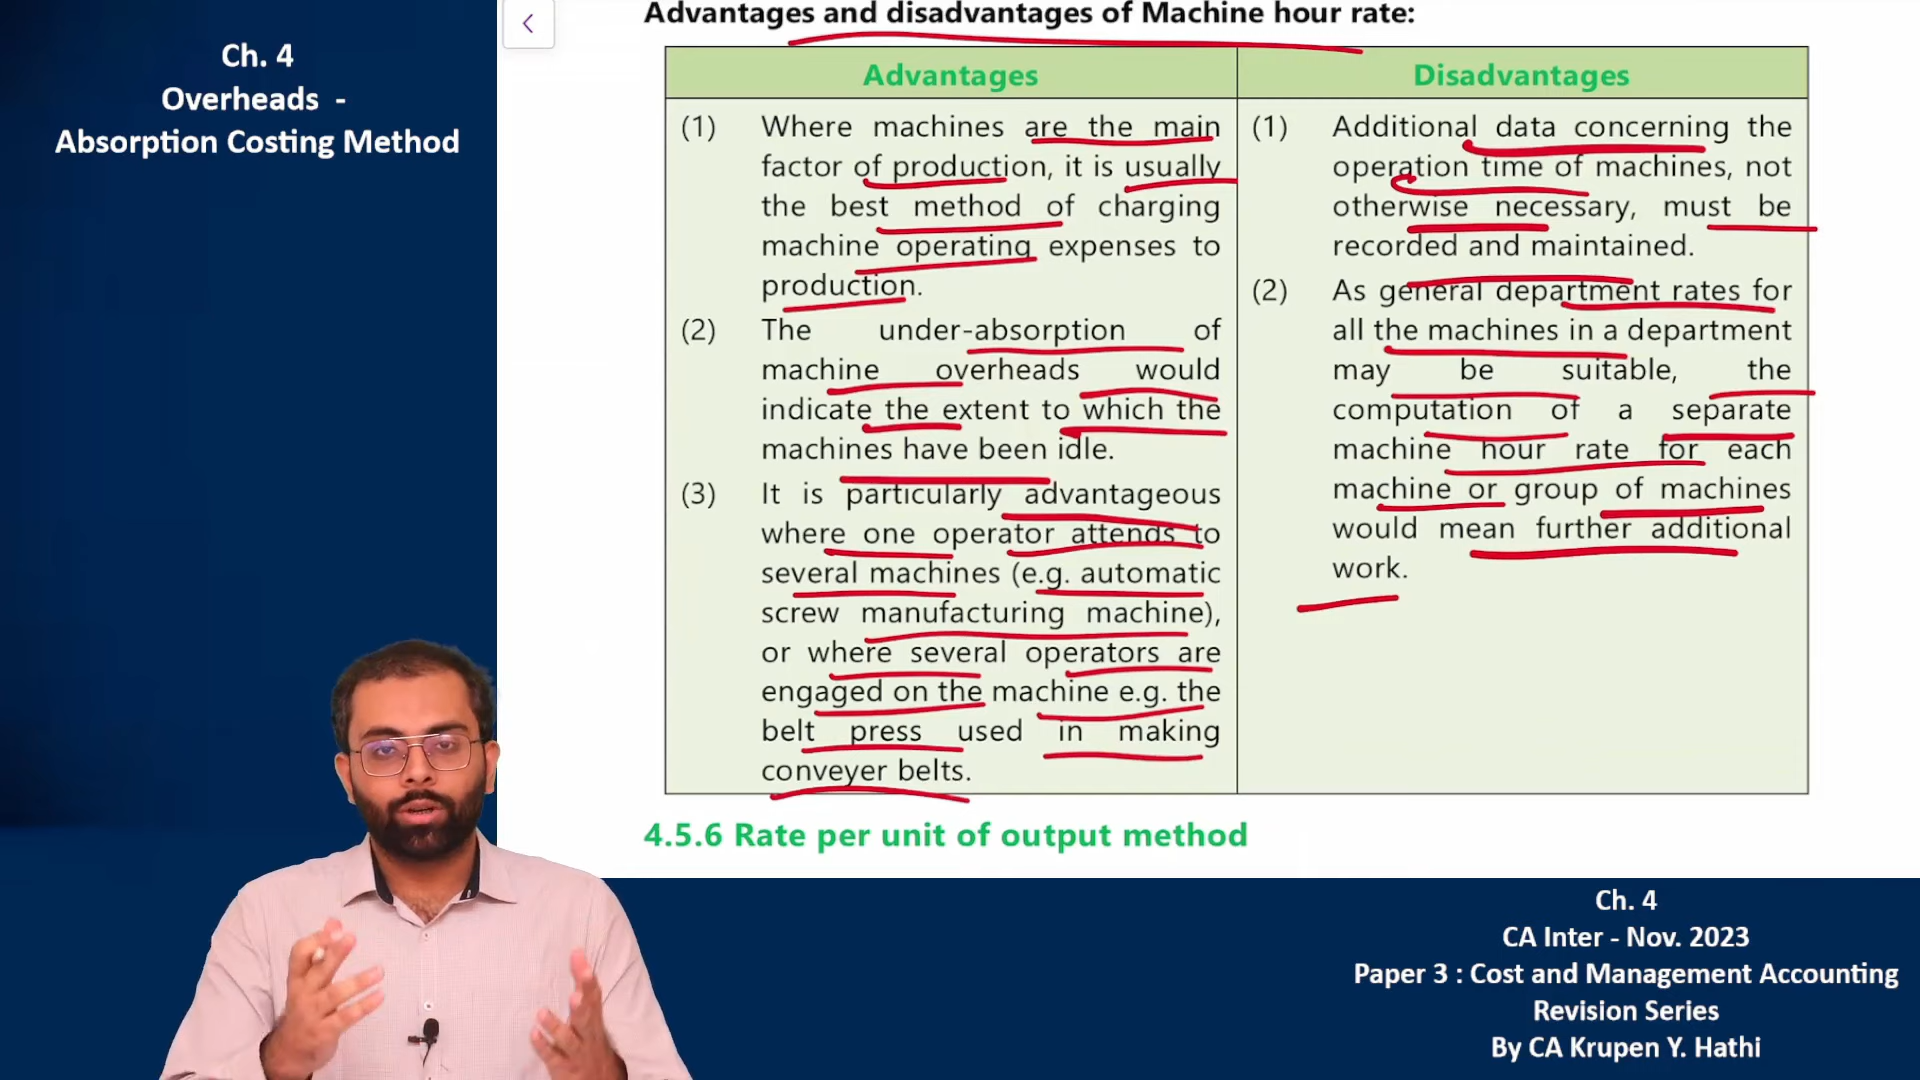 Ch. 4
Overheads -
Absorption Costing Method
Advantages and disadvantages of Machine hour rate:
Advantages
(1) Where machines are the main
factor of production, it is usually
the best method of charging
machine operating expenses to
production.
(2) The under-absorption of
machine overheads would
indicate the extent to which the
machines have been idle.
(3) It is particularly advantageous
where one operator attends to
several machines (e.g. automatic
screw manufacturing machine),
or where several operators are
engaged on the machine e.g. the
belt press used in making
conveyer belts.
Disadvantages
(1) Additional data concerning the
operation time of machines, not
otherwise necessary, must be
recorded and maintained.
(2) As general department rates for
all the machines in a department
may be suitable, the
computation of a separate
machine hour rate for each
machine or group of machines
would mean further additional
work.
4.5.6 Rate per unit of output method
Ch. 4
CA Inter - Nov. 2023
Paper 3 : Cost and Management Accounting
Revision Series
By CA Krupen Y. Hathi